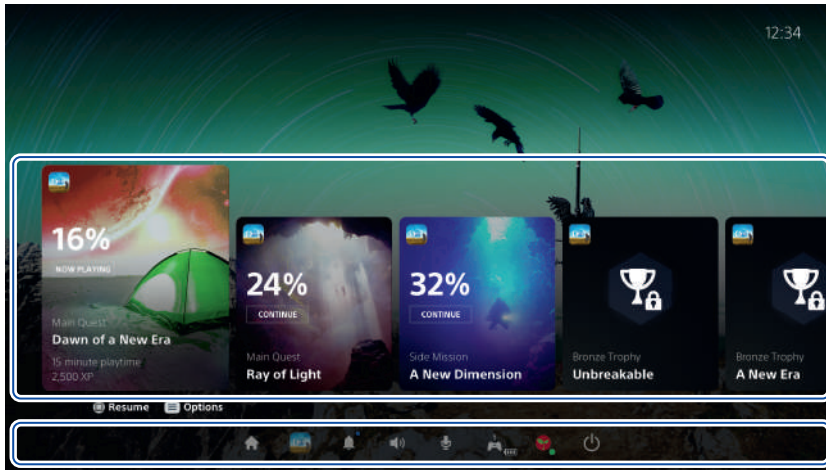 12:34
16%
NOW PLAYING
Main Quest
Dawn of a New Era
15 minute playtime
2,500 XP
24%
CONTINUE
Main Quest
Ray of Light
32%
CONTINUE
Side Mission
A New Dimension
Bronze Trophy
Unbreakable
Bronze Trophy
A New Era
Resume
Options